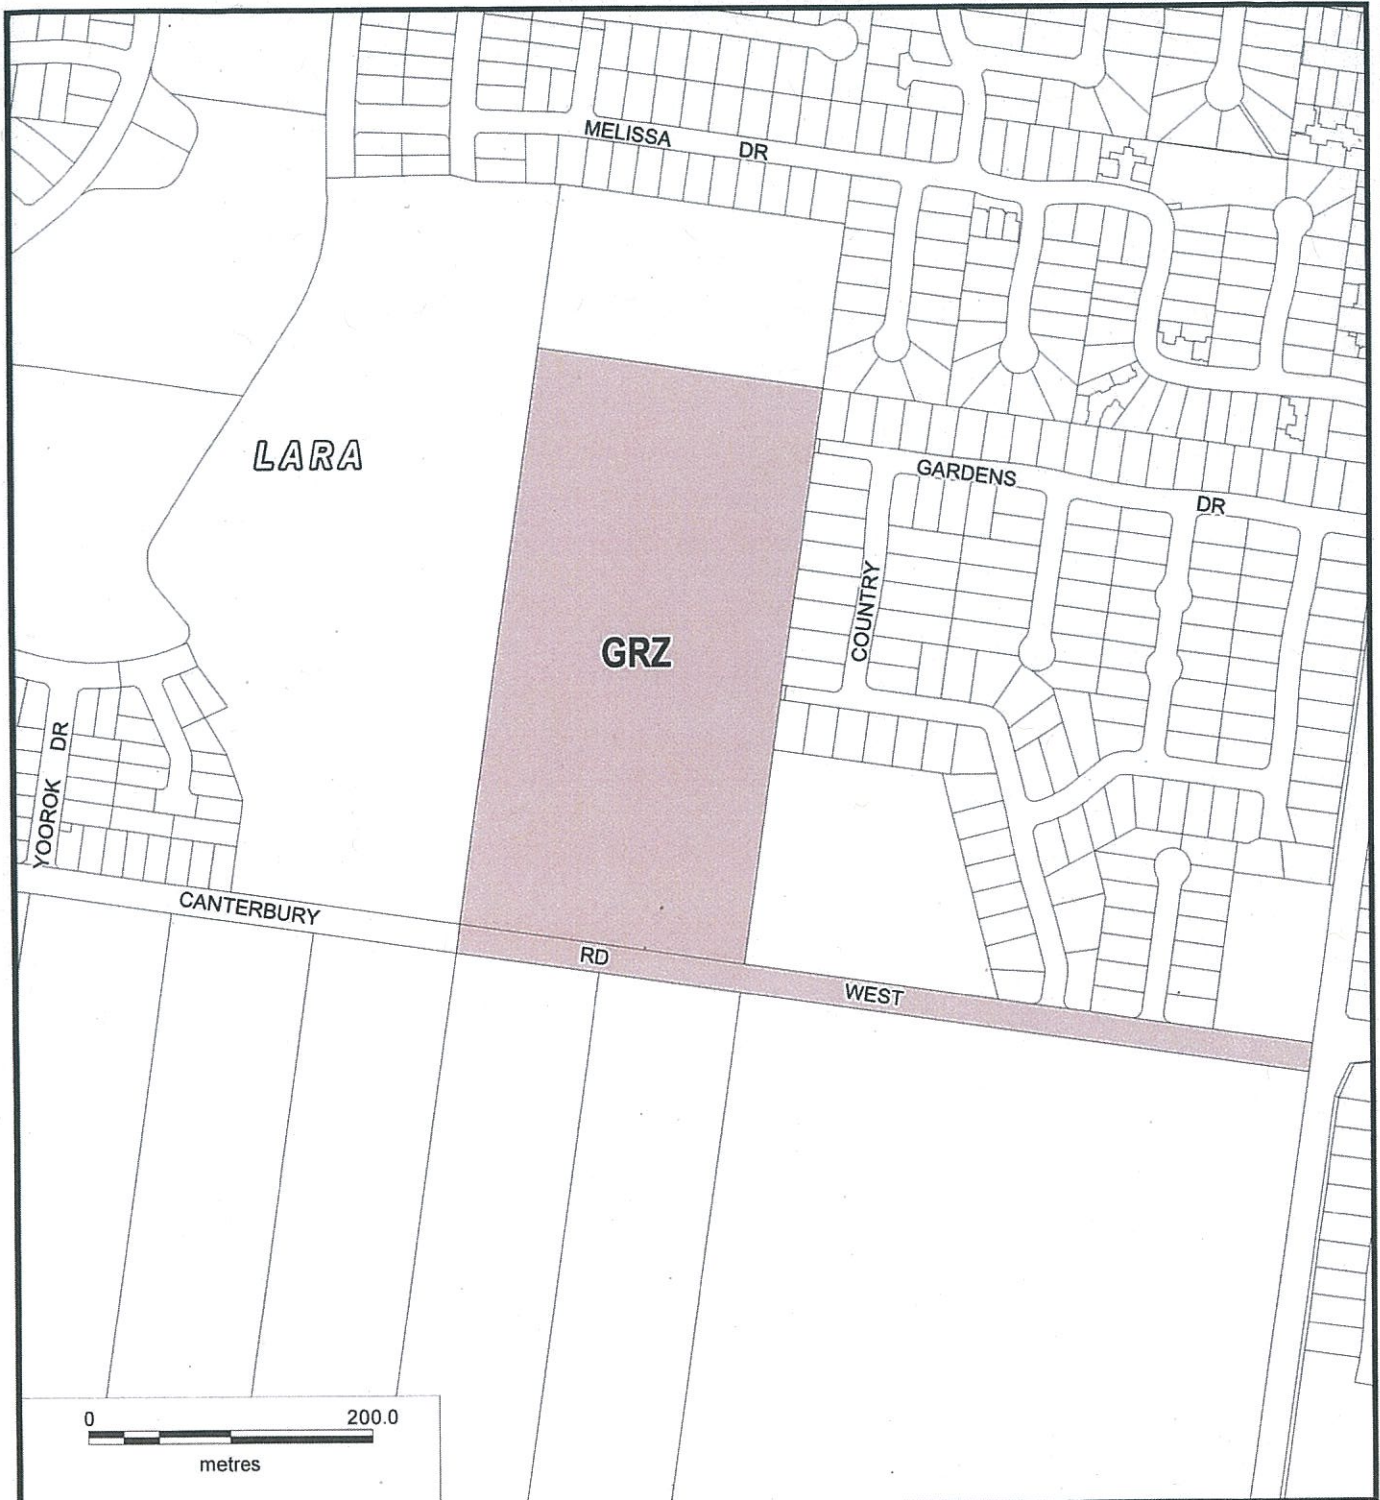 MELISSA DR
LARA
GARDENS DR
COUNTRY
GRZ
YOOROK DR
CANTERBURY RD WEST
0 200.0
metres